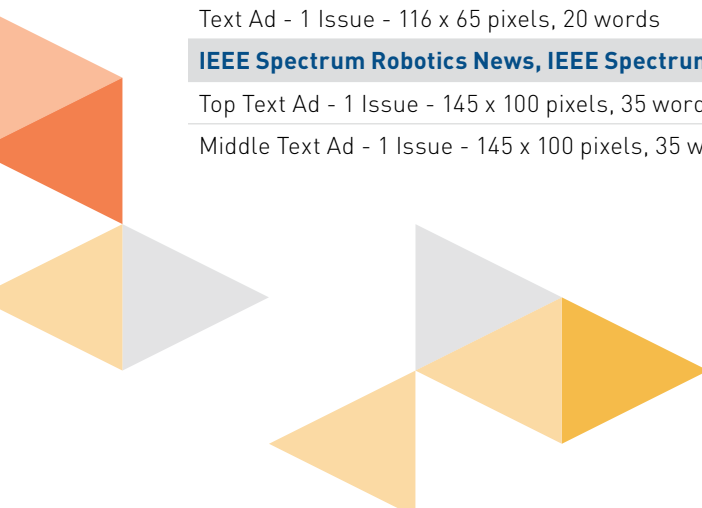 Text Ad - 1 Issue - 116 x 65 pixels, 20 words
IEEE Spectrum Robotics News, IEEE Spectrum
Top Text Ad - 1 Issue - 145 x 100 pixels, 35
Middle Text Ad - 1 Issue - 145 x 100 pixels, 35